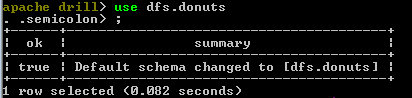 apache drill> use dfs.donuts
. .semicolon> ;
+------+-----------------------------------------+
|  ok  |                 summary                 |
+------+-----------------------------------------+
| true | Default schema changed to [dfs.donuts] |
+------+-----------------------------------------+
1 row selected (0.082 seconds)